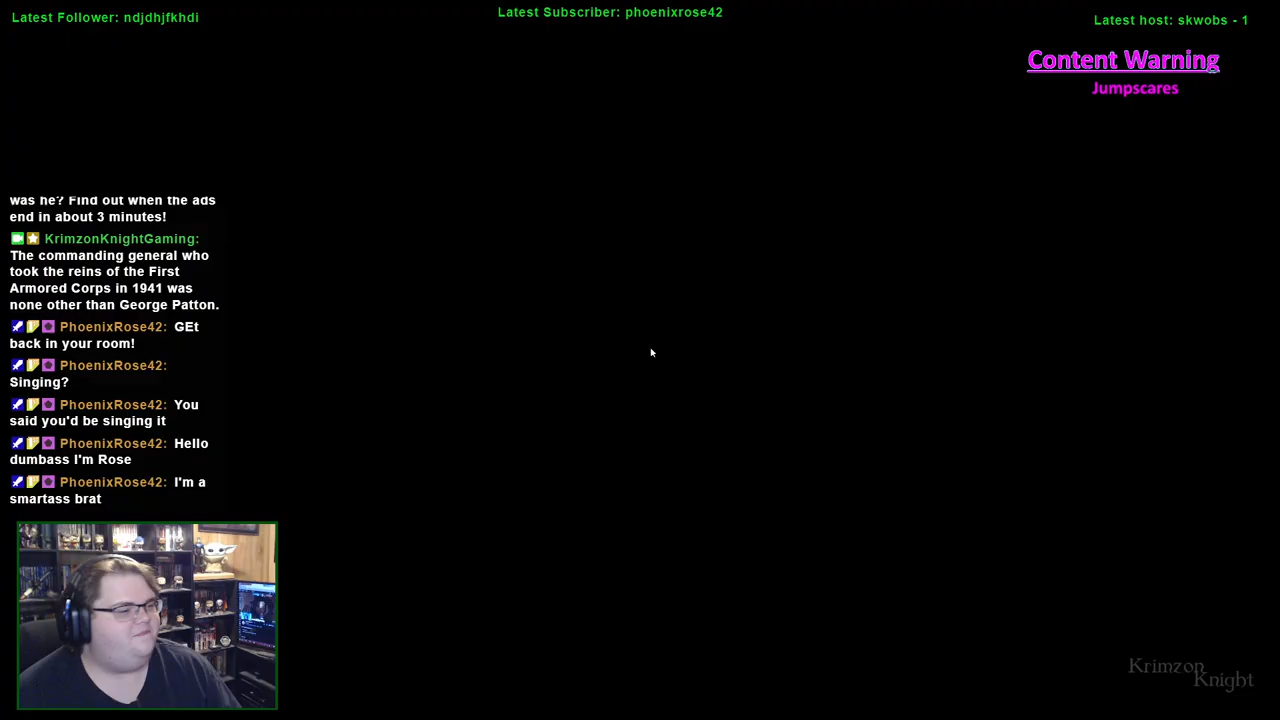 Latest Follower: ndjdhjfkhdi
Latest Subscriber: phoenixrose42
Latest host: skwobs - 1
Content Warning
Jumpscares
was he? Find out when the ads
end in about 3 minutes!
KrimzonKnightGaming:
The commanding general who
took the reins of the First
Armored Corps in 1941 was
none other than George Patton.
PhoenixRose42: GEt
back in your room!
PhoenixRose42:
Singing?
PhoenixRose42: You
said you'd be singing it
PhoenixRose42: Hello
dumbass I'm Rose
PhoenixRose42: I'm a
smartass brat
Krimzon
Knight